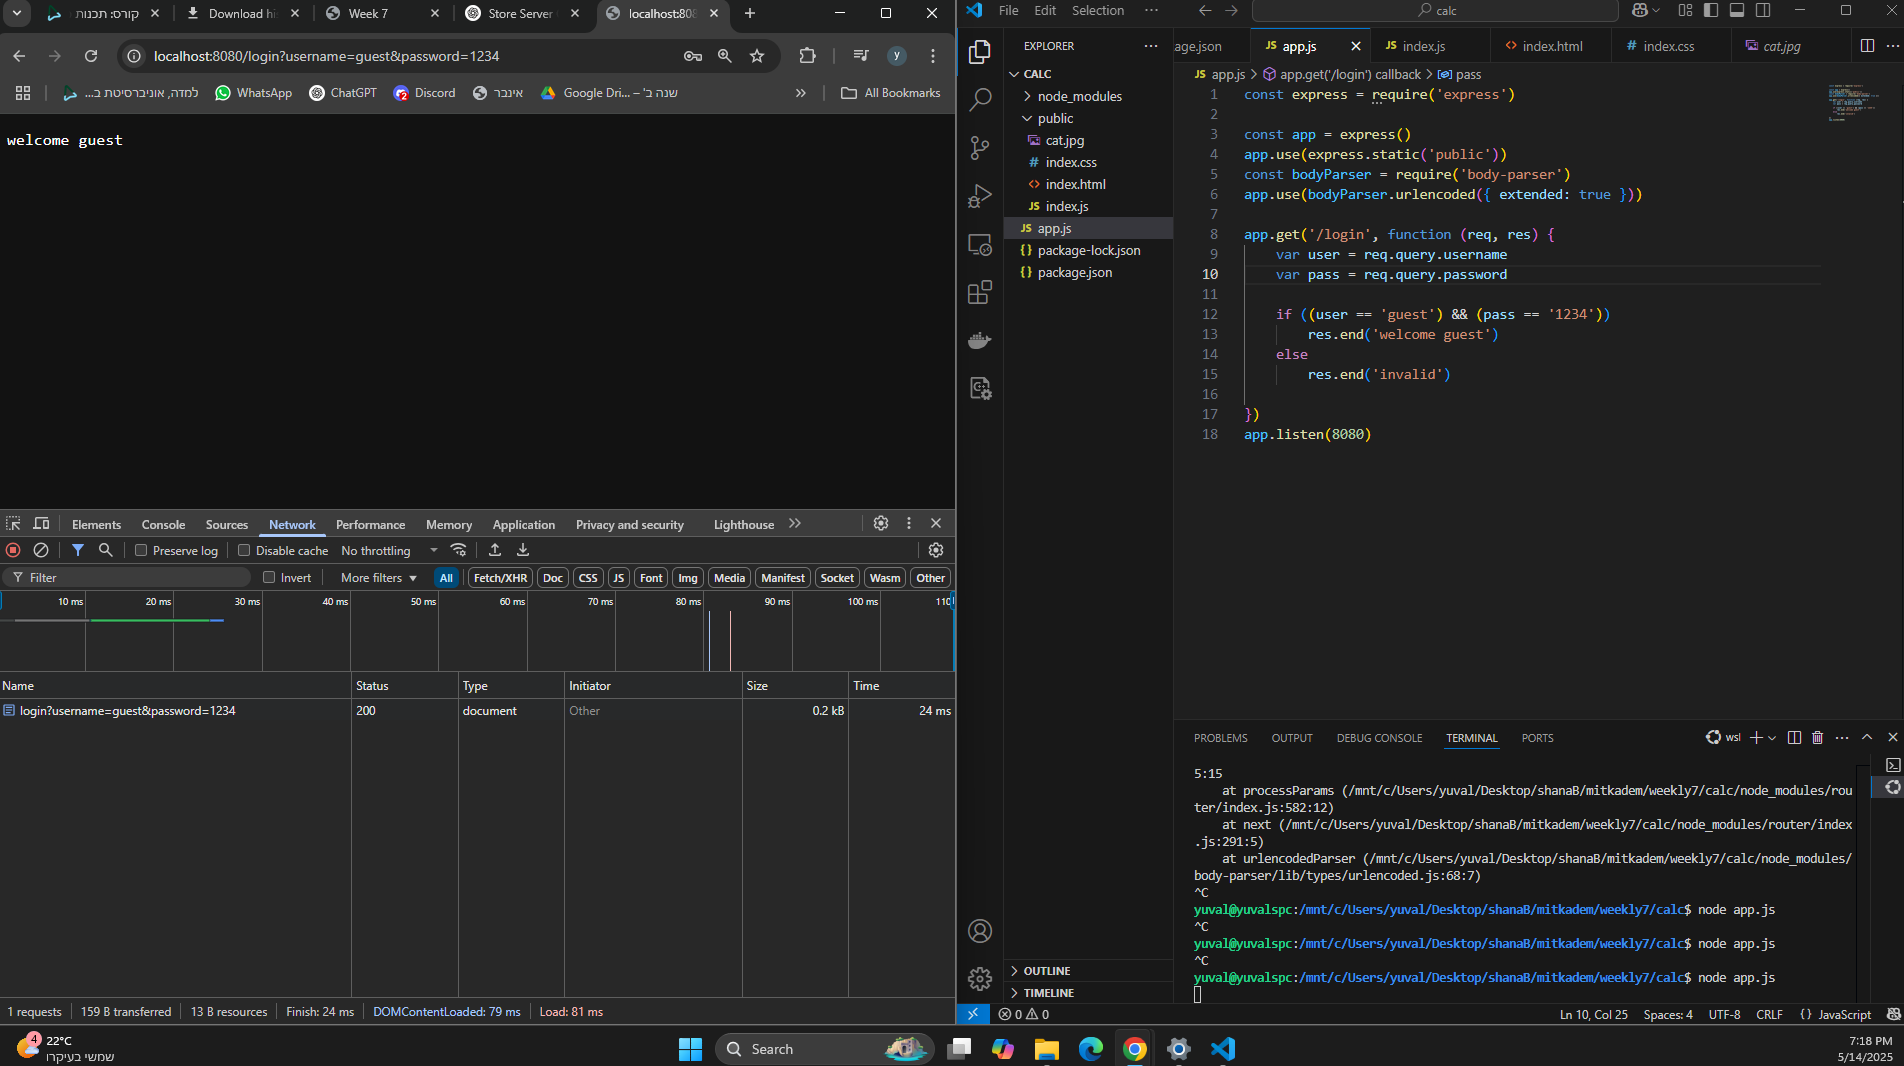 קורס: תכנות
Download hi
Week 7
Store Server
localhost:808
localhost:8080/login?username=guest&password=1234
למדה, אוניברסיטת ב...
WhatsApp
ChatGPT
Discord
אינבר
Google Dri... – שנה ב'
All Bookmarks
welcome guest
Elements
Console
Sources
Network
Performance
Memory
Application
Privacy and security
Lighthouse
Preserve log
Disable cache
No throttling
Filter
Invert
More filters
All
Fetch/XHR
Doc
CSS
JS
Font
Img
Media
Manifest
Socket
Wasm
Other
10 ms
20 ms
30 ms
40 ms
50 ms
60 ms
70 ms
80 ms
90 ms
100 ms
110
Name
Status
Type
Initiator
Size
Time
login?username=guest&password=1234
200
document
Other
0.2 kB
24 ms
1 requests
159 B transferred
13 B resources
Finish: 24 ms
DOMContentLoaded: 79 ms
Load: 81 ms
File
Edit
Selection
calc
EXPLORER
CALC
node_modules
public
cat.jpg
# index.css
<> index.html
JS index.js
JS app.js
{} package-lock.json
{} package.json
OUTLINE
TIMELINE
age.json
JS app.js
JS index.js
<> index.html
# index.css
cat.jpg
JS app.js > app.get('/login') callback > pass
1 const express = require('express')
2
3 const app = express()
4 app.use(express.static('public'))
5 const bodyParser = require('body-parser')
6 app.use(bodyParser.urlencoded({ extended: true }))
7
8 app.get('/login', function (req, res) {
9 var user = req.query.username
10 var pass = req.query.password
11
12 if ((user == 'guest') && (pass == '1234'))
13 res.end('welcome guest')
14 else
15 res.end('invalid')
16
17 })
18 app.listen(8080)
PROBLEMS
OUTPUT
DEBUG CONSOLE
TERMINAL
PORTS
wsl
5:15
at processParams (/mnt/c/Users/yuval/Desktop/shanaB/mitkadem/weekly7/calc/node_modules/rou
ter/index.js:582:12)
at next (/mnt/c/Users/yuval/Desktop/shanaB/mitkadem/weekly7/calc/node_modules/router/index
.js:291:5)
at urlencodedParser (/mnt/c/Users/yuval/Desktop/shanaB/mitkadem/weekly7/calc/node_modules/
body-parser/lib/types/urlencoded.js:68:7)
^C
yuval@yuvalspc:/mnt/c/Users/yuval/Desktop/shanaB/mitkadem/weekly7/calc$ node app.js
^C
yuval@yuvalspc:/mnt/c/Users/yuval/Desktop/shanaB/mitkadem/weekly7/calc$ node app.js
^C
yuval@yuvalspc:/mnt/c/Users/yuval/Desktop/shanaB/mitkadem/weekly7/calc$ node app.js
0
0
Ln 10, Col 25
Spaces: 4
UTF-8
CRLF
{} JavaScript
4
22°C
שמשי בעיקרו
Search
7:18 PM
5/14/2025